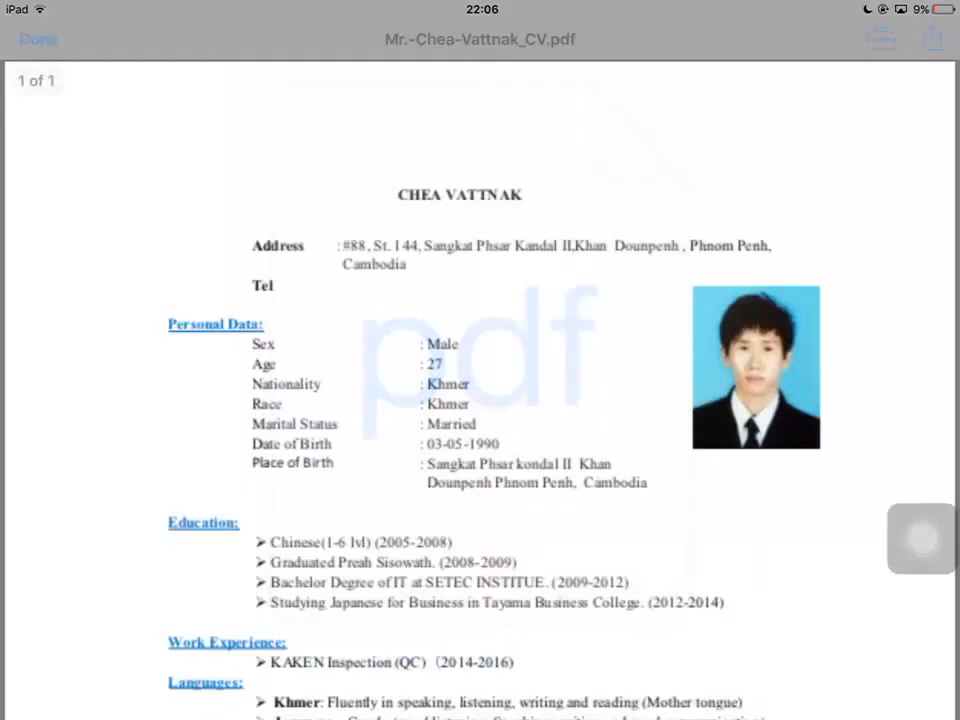 iPad 22:06 9%
Done Mr.-Chea-Vattnak_CV.pdf
1 of 1
CHEA VATTNAK
Address : #88, St. 144, Sangkat Phsar Kandal II,Khan Dounpenh , Phnom Penh,
Cambodia
Tel
pdf
Personal Data:
Sex : Male
Age : 27
Nationality : Khmer
Race : Khmer
Marital Status : Married
Date of Birth : 03-05-1990
Place of Birth : Sangkat Phsar kondal II Khan
Dounpenh Phnom Penh, Cambodia
Education:
➢ Chinese(1-6 lvl) (2005-2008)
➢ Graduated Preah Sisowath. (2008-2009)
➢ Bachelor Degree of IT at SETEC INSTITUE. (2009-2012)
➢ Studying Japanese for Business in Tayama Business College. (2012-2014)
Work Experience:
➢ KAKEN Inspection (QC) (2014-2016)
Languages:
➢ Khmer: Fluently in speaking, listening, writing and reading (Mother tongue)